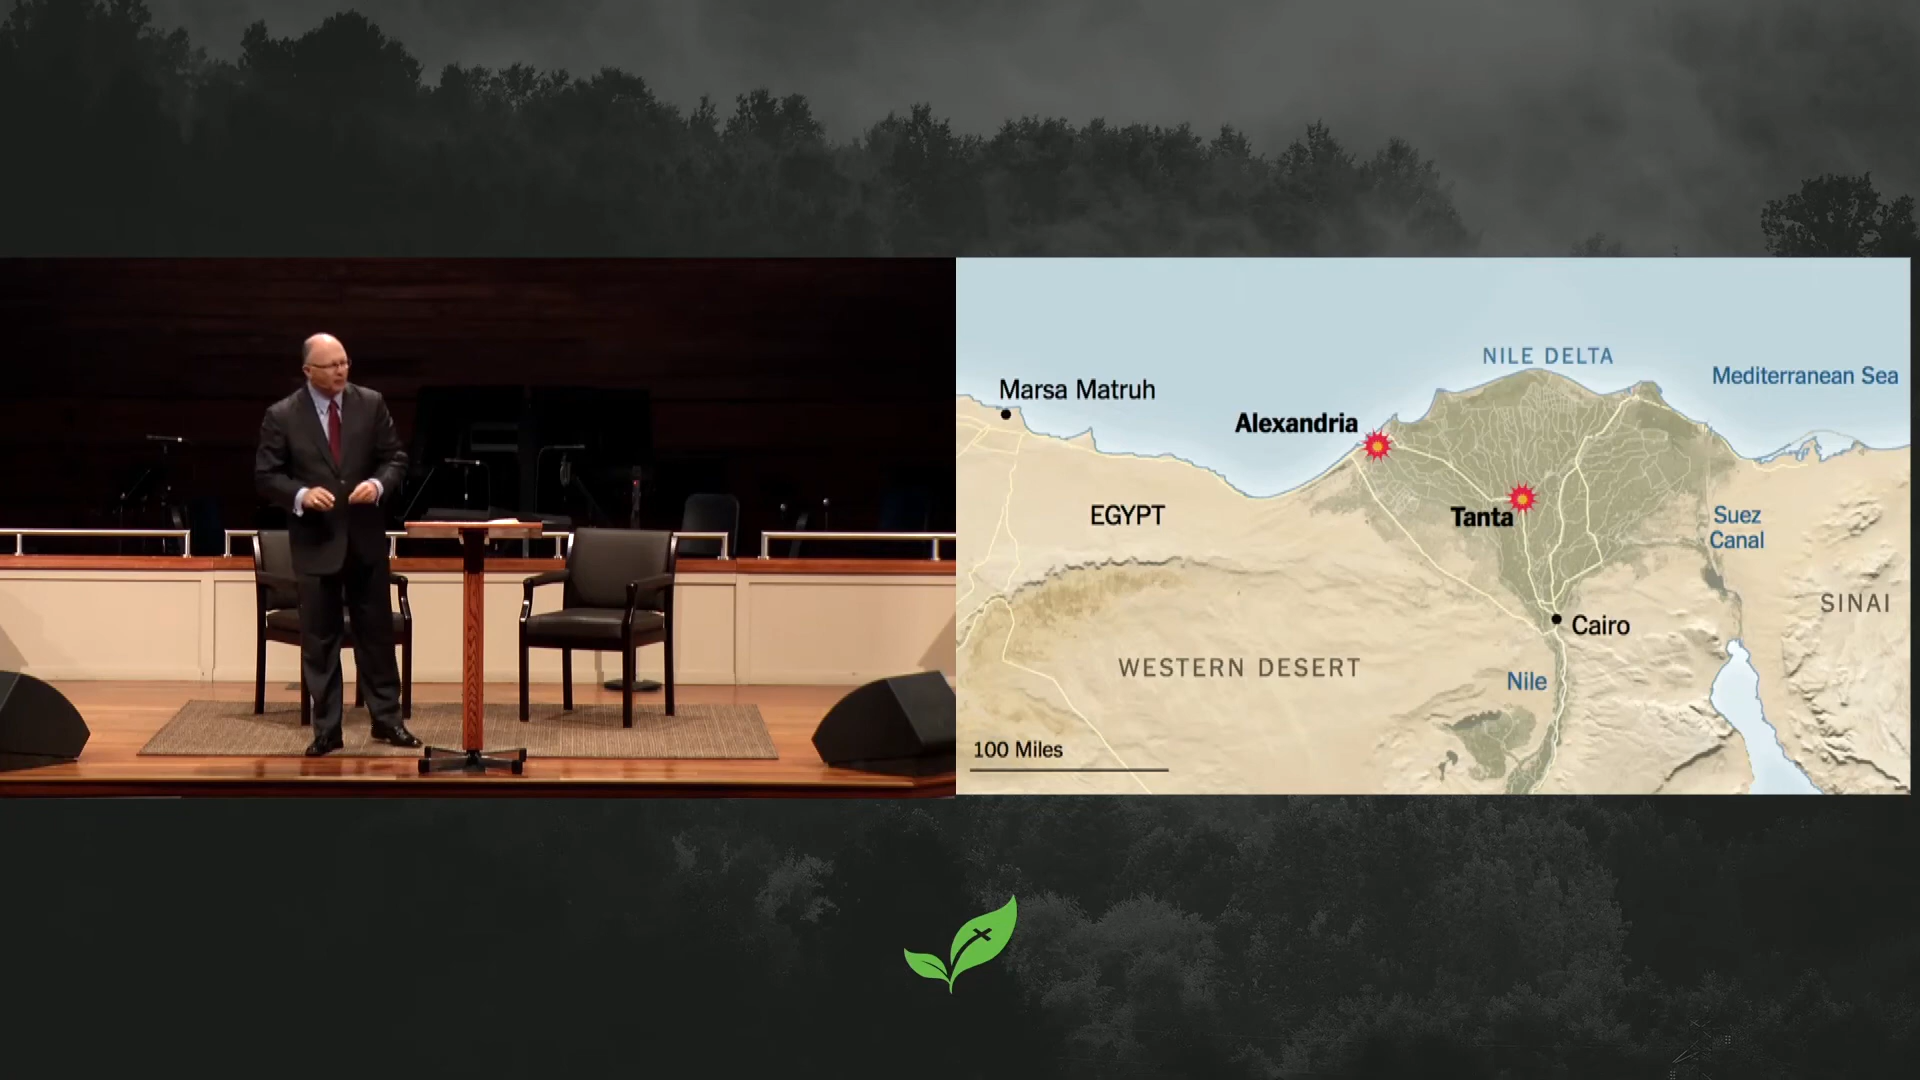 NILE DELTA
Mediterranean Sea
Marsa Matruh
Alexandria
EGYPT
Tanta
Suez
Canal
SINAI
Cairo
WESTERN DESERT
Nile
100 Miles